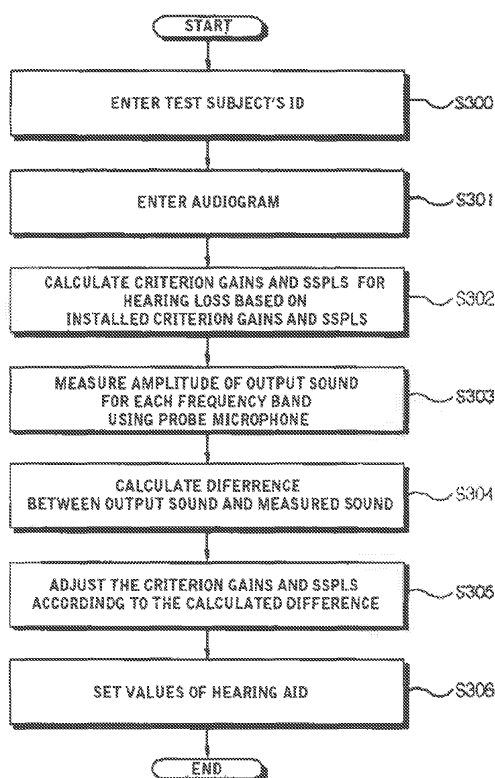 START
ENTER TEST SUBJECT'S ID
S300
ENTER AUDIOGRAM
S301
CALCULATE CRITERION GAINS AND SSPLS FOR
HEARING LOSS BASED ON
INSTALLED CRITERION GAINS AND SSPLS
S302
MEASURE AMPLITUDE OF OUTPUT SOUND
FOR EACH FREQUENCY BAND
USING PROBE MICROPHONE
S303
CALCULATE DIFERRENCE
BETWEEN OUTPUT SOUND AND MEASURED SOUND
S304
ADJUST THE CRITERION GAINS AND SSPLS
ACCORDINDG TO THE CALCULATED DIFFERENCE
S305
SET VALUES OF HEARING AID
S306
END